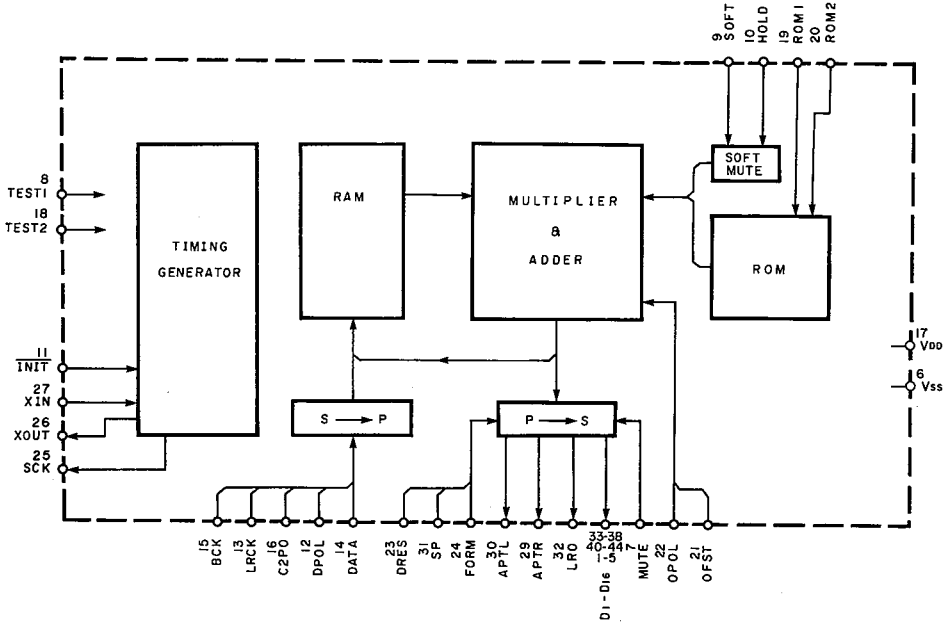 9 SOFT
10 HOLD
19 ROM1
20 ROM2
SOFT
MUTE
ROM
RAM
MULTIPLIER
&
ADDER
TIMING
GENERATOR
8
TEST1
18
TEST2
11
INIT
27
XIN
26
XOUT
25
SCK
17
VDD
6
VSS
S → P
P → S
15 BCK
13 LRCK
16 C2PO
12 DPOL
14 DATA
23 DRES
31 SP
24 FORM
30 APTL
29 APTR
32 LRO
33-38
40-44
1-5
D1-D16
7 MUTE
22 OPOL
21 OFST